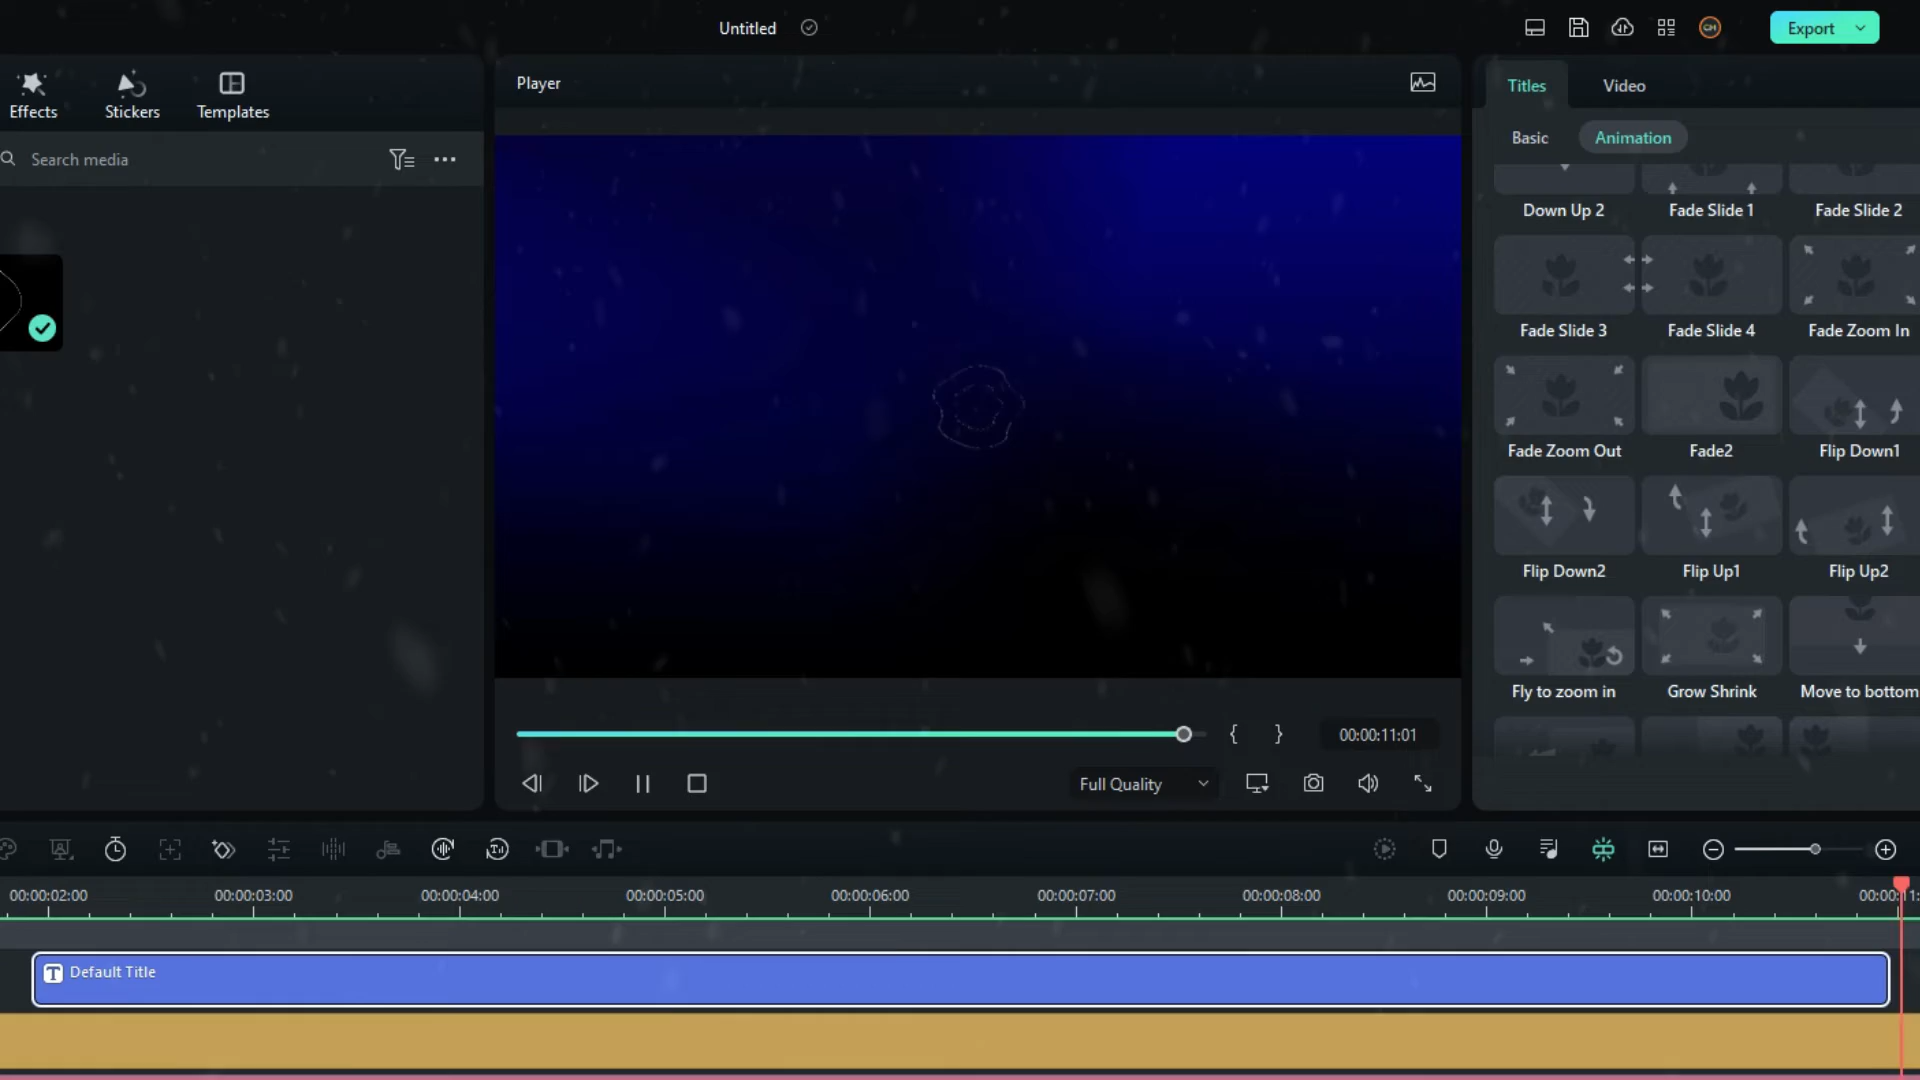 Untitled
Export
Effects
Stickers
Templates
Search media
Player
00:00:11:01
Full Quality
Titles
Video
Basic
Animation
Down Up 2
Fade Slide 1
Fade Slide 2
Fade Slide 3
Fade Slide 4
Fade Zoom In
Fade Zoom Out
Fade2
Flip Down1
Flip Down2
Flip Up1
Flip Up2
Fly to zoom in
Grow Shrink
Move to bottom
00:00:02:00
00:00:03:00
00:00:04:00
00:00:05:00
00:00:06:00
00:00:07:00
00:00:08:00
00:00:09:00
00:00:10:00
T Default Title